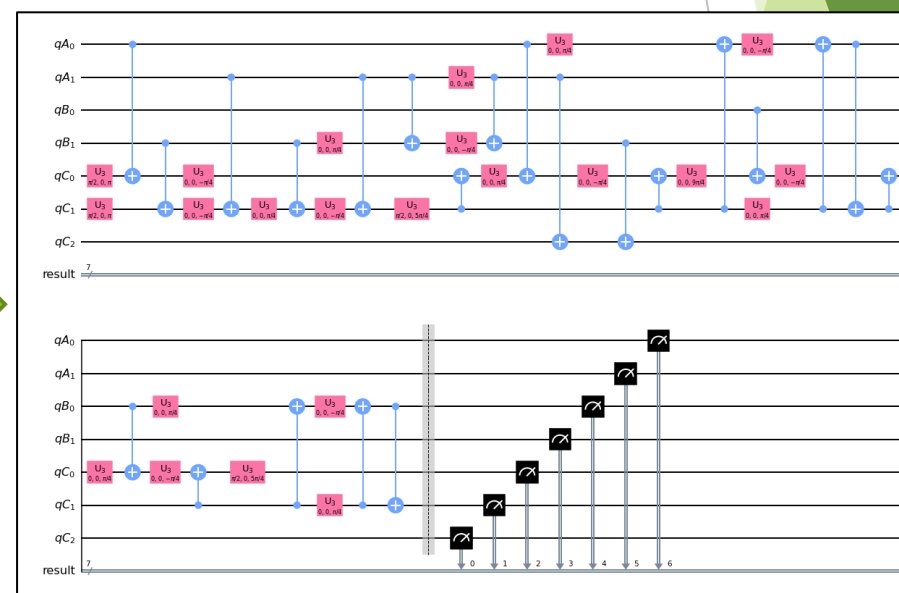 qA₀ U₃ U₃
0, 0, π/4 0, 0, -π/4
qA₁ U₃
0, 0, π/4
qB₀
qB₁ U₃ U₃
0, 0, π/4 0, 0, -π/4
qC₀ U₃ U₃ U₃ U₃ U₃ U₃
π/2, 0, π 0, 0, -π/4 0, 0, π/4 0, 0, -π/4 0, 0, 9π/4 0, 0, -π/4
qC₁ U₃ U₃ U₃ U₃ U₃ U₃
π/2, 0, π 0, 0, -π/4 0, 0, π/4 0, 0, -π/4 π/2, 0, 5π/4 0, 0, π/4
qC₂
result 7
qA₀
qA₁
qB₀ U₃ U₃
0, 0, π/4 0, 0, -π/4
qB₁
qC₀ U₃ U₃ U₃
0, 0, π/4 0, 0, -π/4 π/2, 0, 5π/4
qC₁ U₃
0, 0, π/4
qC₂
result 7 0 1 2 3 4 5 6